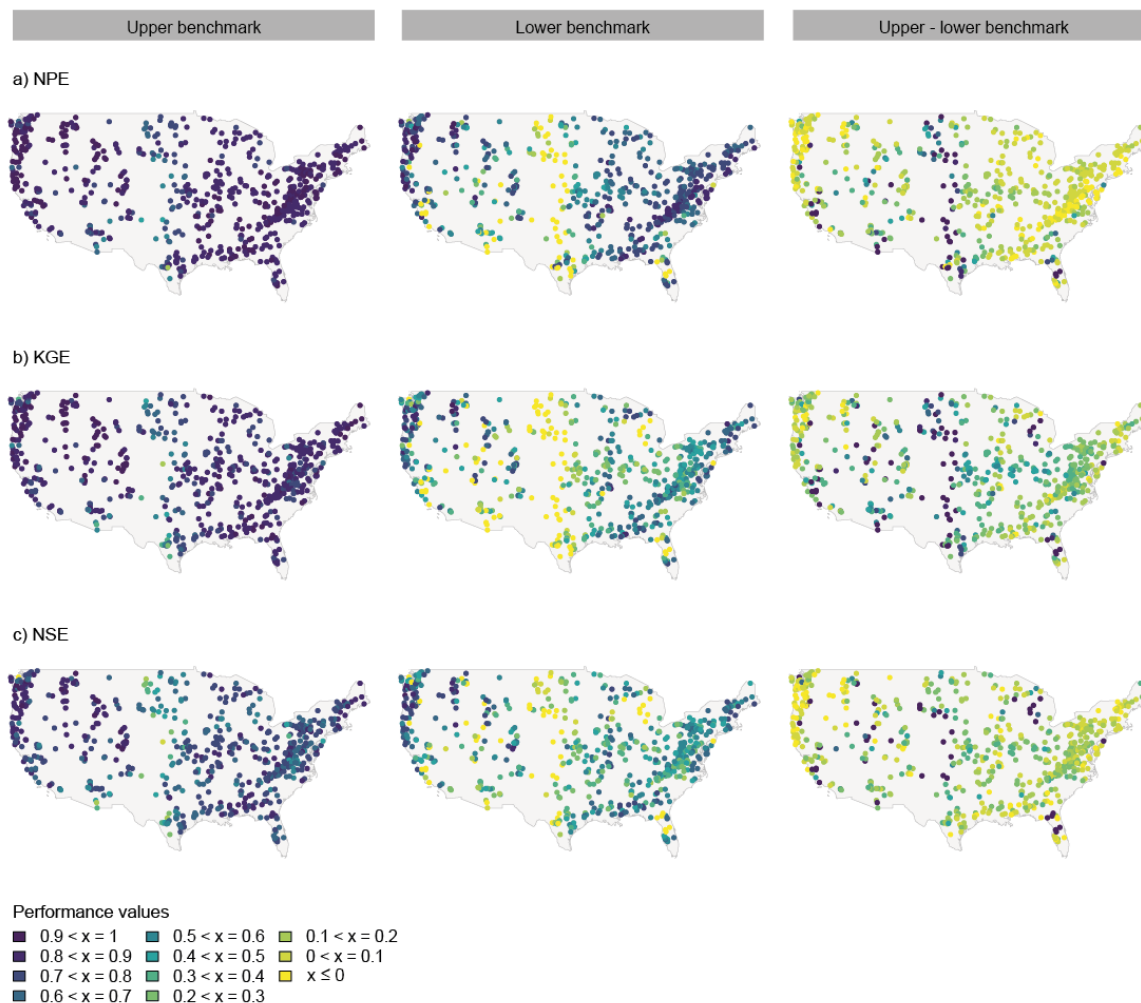 Upper benchmark Lower benchmark Upper - lower benchmark
a) NPE
b) KGE
c) NSE
Performance values
0.9 < x = 1 0.5 < x = 0.6 0.1 < x = 0.2
0.8 < x = 0.9 0.4 < x = 0.5 0 < x = 0.1
0.7 < x = 0.8 0.3 < x = 0.4 x ≤ 0
0.6 < x = 0.7 0.2 < x = 0.3